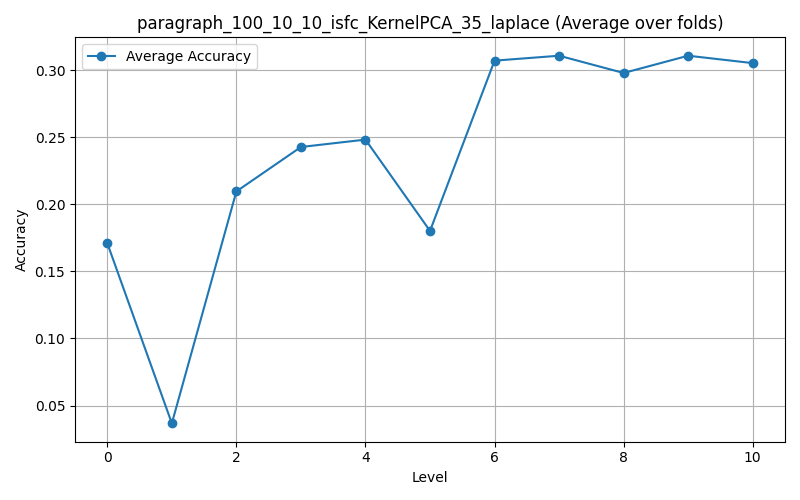 paragraph_100_10_10_isfc_KernelPCA_35_laplace (Average over folds)
Average Accuracy
0.30
0.25
0.20
0.15
0.10
0.05
Accuracy
0 2 4 6 8 10
Level